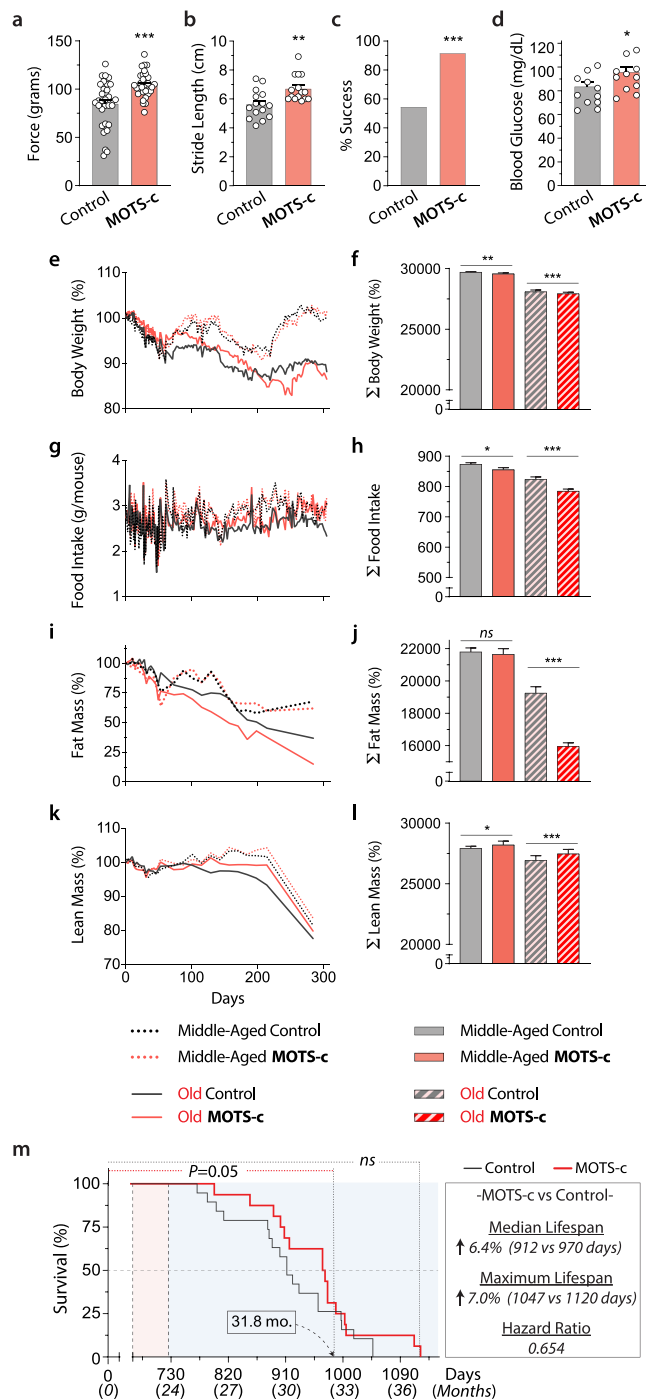 a
Force (grams)
150
100
50
0
***
Control
MOTS-c
b
Stride Length (cm)
10
8
6
4
2
0
**
Control
MOTS-c
c
% Success
100
80
60
40
20
0
***
Control
MOTS-c
d
Blood Glucose (mg/dL)
120
100
80
60
40
20
0
*
Control
MOTS-c
e
Body Weight (%)
110
100
90
80
0 100 200 300
f
Σ Body Weight (%)
30000
25000
20000
0
**
***
g
Food Intake (g/mouse)
4
3
2
1
h
Σ Food Intake
900
800
700
600
500
0
*
***
i
Fat Mass (%)
100
75
50
25
0
j
Σ Fat Mass (%)
22000
20000
18000
16000
0
ns
***
k
Lean Mass (%)
110
100
90
80
70
0 100 200 300
Days
l
Σ Lean Mass (%)
30000
25000
20000
0
*
***
Middle-Aged Control
Middle-Aged MOTS-c
Old Control
Old MOTS-c
Middle-Aged Control
Middle-Aged MOTS-c
Old Control
Old MOTS-c
m
ns
P=0.05
Survival (%)
100
75
50
25
0
31.8 mo.
0 730 820 910 1000 1090 Days
(0) (24) (27) (30) (33) (36) (Months)
Control MOTS-c
-MOTS-c vs Control-
Median Lifespan
↑ 6.4% (912 vs 970 days)
Maximum Lifespan
↑ 7.0% (1047 vs 1120 days)
Hazard Ratio
0.654